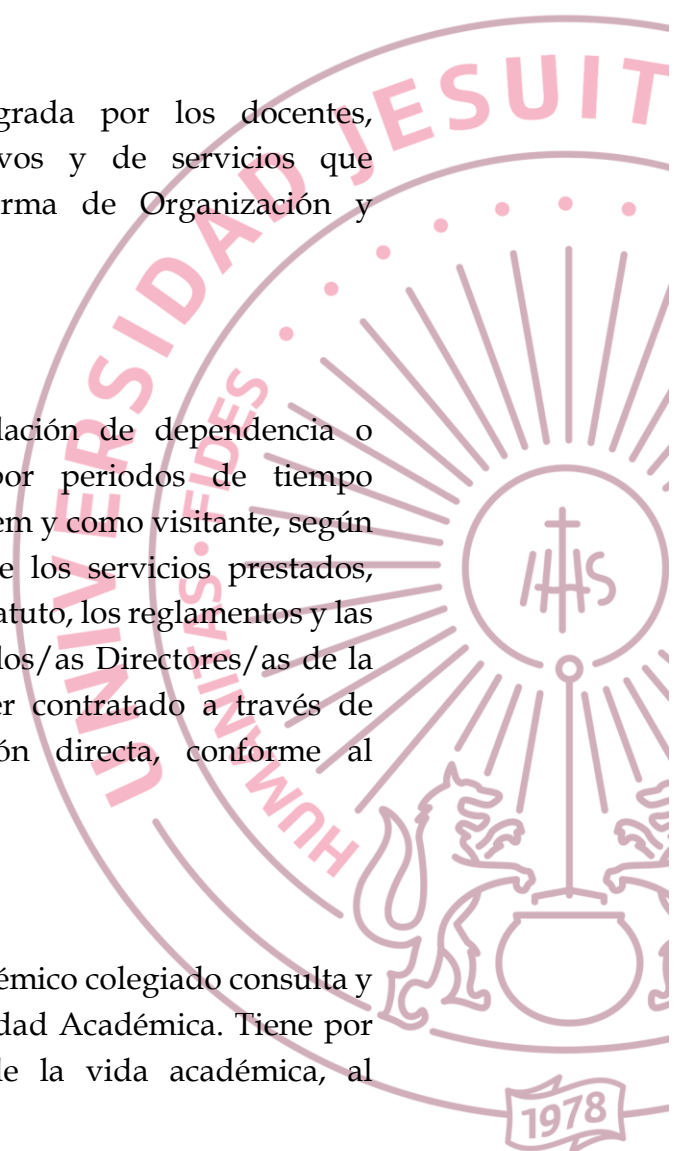 grada por los docentes,
vos y de servicios que
rma de Organización y
lación de dependencia o
por periodos de tiempo
em y como visitante, según
e los servicios prestados,
atuto, los reglamentos y las
los/as Directores/as de la
er contratado a través de
ón directa, conforme al
émico colegiado consulta y
dad Académica. Tiene por
de la vida académica, al
UNIVERSIDAD JESUIT
HUMANITAS • FIDES
IHS
1978